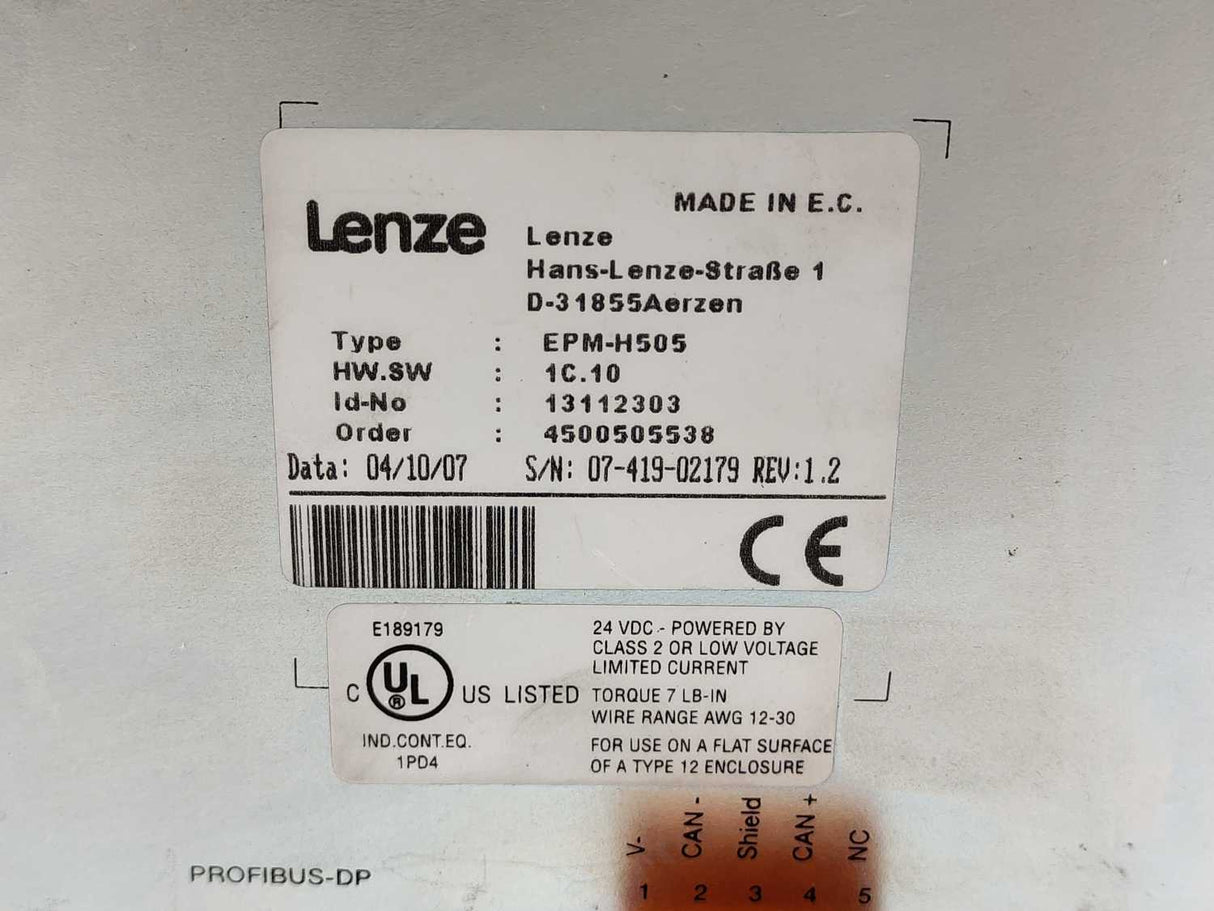 Lenze
MADE IN E.C.
Lenze
Hans-Lenze-Straße 1
D-31855Aerzen
Type : EPM-H505
HW.SW : 1C.10
Id-No : 13112303
Order : 4500505538
Data: 04/10/07 S/N: 07-419-02179 REV:1.2
CE
E189179
C UL ® US LISTED
IND.CONT.EQ.
1PD4
24 VDC - POWERED BY
CLASS 2 OR LOW VOLTAGE
LIMITED CURRENT
TORQUE 7 LB-IN
WIRE RANGE AWG 12-30
FOR USE ON A FLAT SURFACE
OF A TYPE 12 ENCLOSURE
PROFIBUS-DP
V- CAN - Shield CAN + NC
1 2 3 4 5